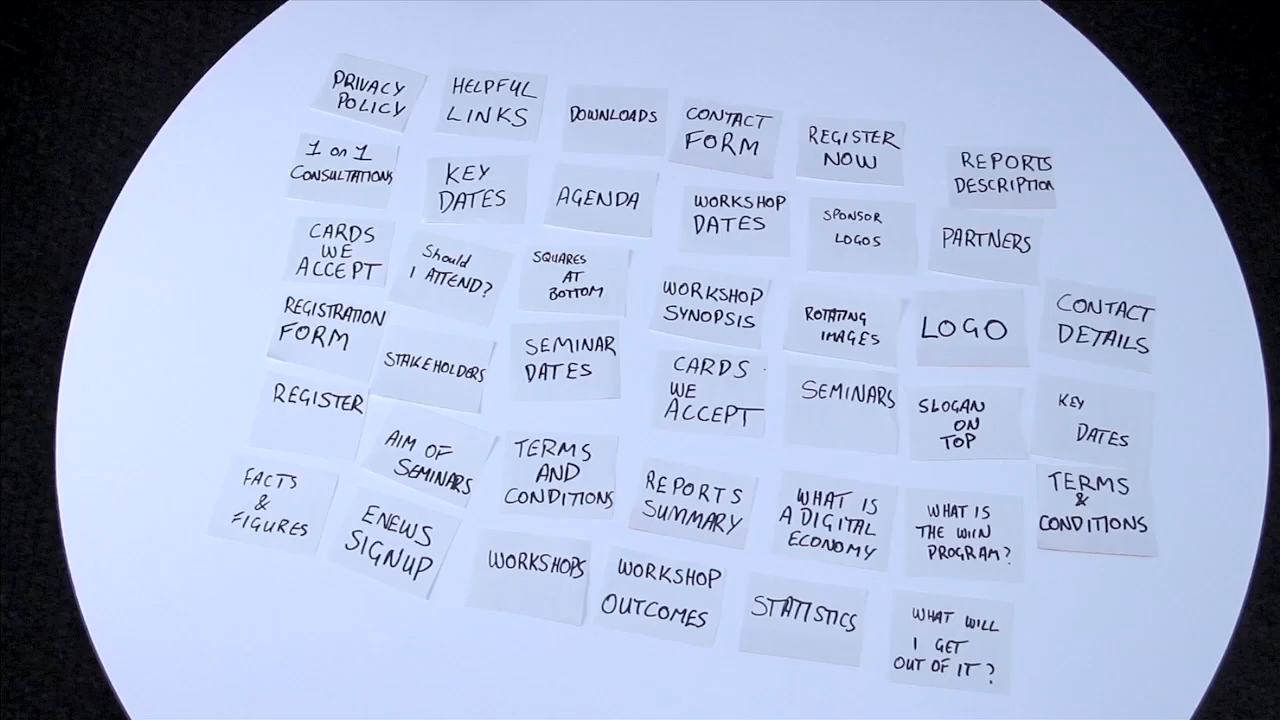 PRIVACY
POLICY
HELPFUL
LINKS
DOWNLOADS
CONTACT
FORM
REGISTER
NOW
REPORTS
DESCRIPTION
1 on 1
CONSULTATIONS
KEY
DATES
AGENDA
WORKSHOP
DATES
SPONSOR
LOGOS
PARTNERS
CARDS
WE
ACCEPT
Should
I ATTEND?
SQUARES
AT
BOTTOM
WORKSHOP
SYNOPSIS
ROTATING
IMAGES
LOGO
CONTACT
DETAILS
REGISTRATION
FORM
STAKEHOLDERS
SEMINAR
DATES
CARDS
WE
ACCEPT
SEMINARS
SLOGAN
ON
TOP
KEY
DATES
REGISTER
AIM OF
SEMINARS
TERMS
AND
CONDITIONS
REPORTS
SUMMARY
WHAT IS
A DIGITAL
ECONOMY
WHAT IS
THE WIIN
PROGRAM?
TERMS
&
CONDITIONS
FACTS
&
FIGURES
ENEWS
SIGNUP
WORKSHOPS
WORKSHOP
OUTCOMES
STATISTICS
WHAT WILL
I GET
OUT OF IT?